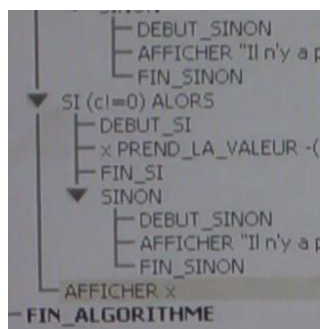 SINON
DEBUT_SINON
AFFICHER "Il n'y a p
FIN_SINON
SI (c!=0) ALORS
DEBUT_SI
x PREND_LA_VALEUR -(
FIN_SI
SINON
DEBUT_SINON
AFFICHER "Il n'y a p
FIN_SINON
AFFICHER x
FIN_ALGORITHME